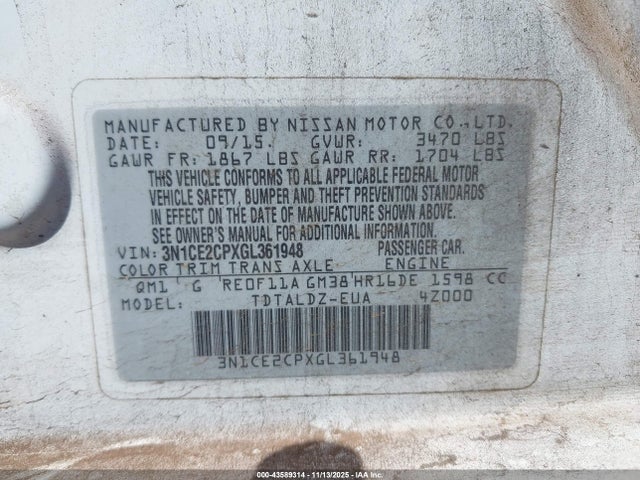 MANUFACTURED BY NISSAN MOTOR CO., LTD.
DATE: 09/15. GVWR: 3470 LBS
GAWR FR: 1867 LBS GAWR RR: 1704 LBS
THIS VEHICLE CONFORMS TO ALL APPLICABLE FEDERAL MOTOR
VEHICLE SAFETY, BUMPER AND THEFT PREVENTION STANDARDS
IN EFFECT ON THE DATE OF MANUFACTURE SHOWN ABOVE.
SEE OWNER'S MANUAL FOR ADDITIONAL INFORMATION.
VIN: 3N1CE2CPXGL361948 PASSENGER CAR.
COLOR TRIM TRANS AXLE ENGINE
QM1 G RE0F11A GM38 HR16DE 1598 CC
MODEL: TDTALDZ-EUA 4Z000
3N1CE2CPXGL361948
000-43589314 - 11/13/2025 - IAAI.COM